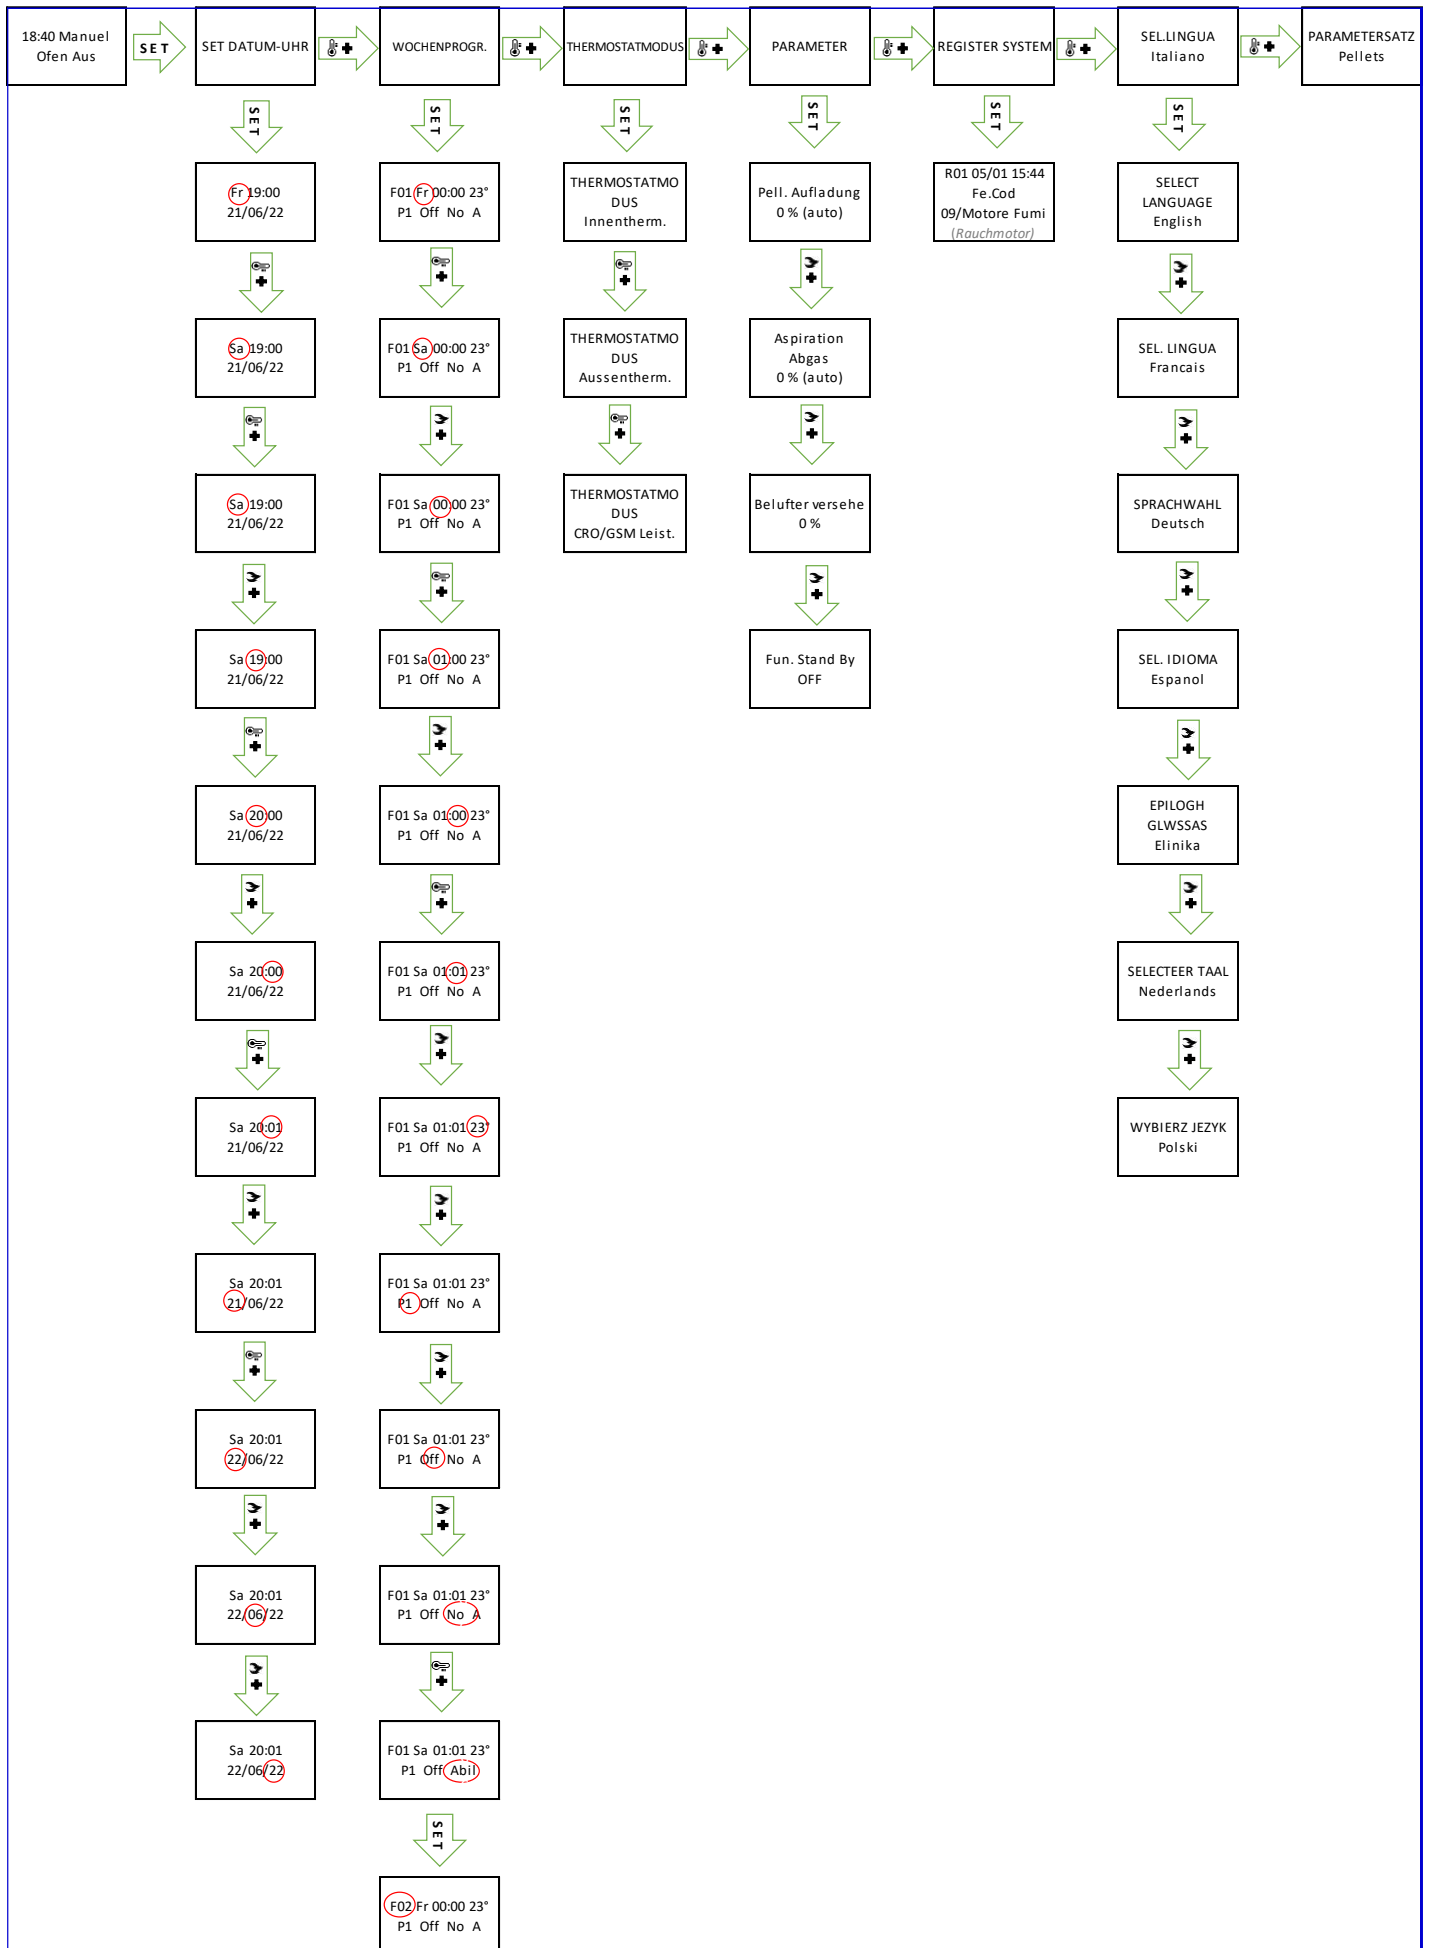 18:40 Manuel
Ofen Aus
SET
SET DATUM-UHR
WOCHENPROGR.
THERMOSTATMODUS
PARAMETER
REGISTER SYSTEM
SEL.LINGUA
Italiano
PARAMETERSATZ
Pellets
SET
SET
SET
SET
SET
SET
Fr 19:00
21/06/22
F01 Fr 00:00 23°
P1 Off No A
THERMOSTATMO
DUS
Innentherm.
Pell. Aufladung
0 % (auto)
R01 05/01 15:44
Fe.Cod
09/Motore Fumi
(Rauchmotor)
SELECT
LANGUAGE
English
Sa 19:00
21/06/22
F01 Sa 00:00 23°
P1 Off No A
THERMOSTATMO
DUS
Aussentherm.
Aspiration
Abgas
0 % (auto)
SEL. LINGUA
Francais
Sa 19:00
21/06/22
F01 Sa 00:00 23°
P1 Off No A
THERMOSTATMO
DUS
CRO/GSM Leist.
Belufter versehe
0 %
SPRACHWAHL
Deutsch
Sa 19:00
21/06/22
F01 Sa 01:00 23°
P1 Off No A
Fun. Stand By
OFF
SEL. IDIOMA
Espanol
Sa 20:00
21/06/22
F01 Sa 01:00 23°
P1 Off No A
EPILOGH
GLWSSAS
Elinika
Sa 20:00
21/06/22
F01 Sa 01:01 23°
P1 Off No A
SELECTEER TAAL
Nederlands
Sa 20:01
21/06/22
F01 Sa 01:01 23°
P1 Off No A
WYBIERZ JEZYK
Polski
Sa 20:01
21/06/22
F01 Sa 01:01 23°
P1 Off No A
Sa 20:01
22/06/22
F01 Sa 01:01 23°
P1 Off No A
Sa 20:01
22/06/22
F01 Sa 01:01 23°
P1 Off No A
Sa 20:01
22/06/22
F01 Sa 01:01 23°
P1 Off Abil
SET
F02 Fr 00:00 23°
P1 Off No A